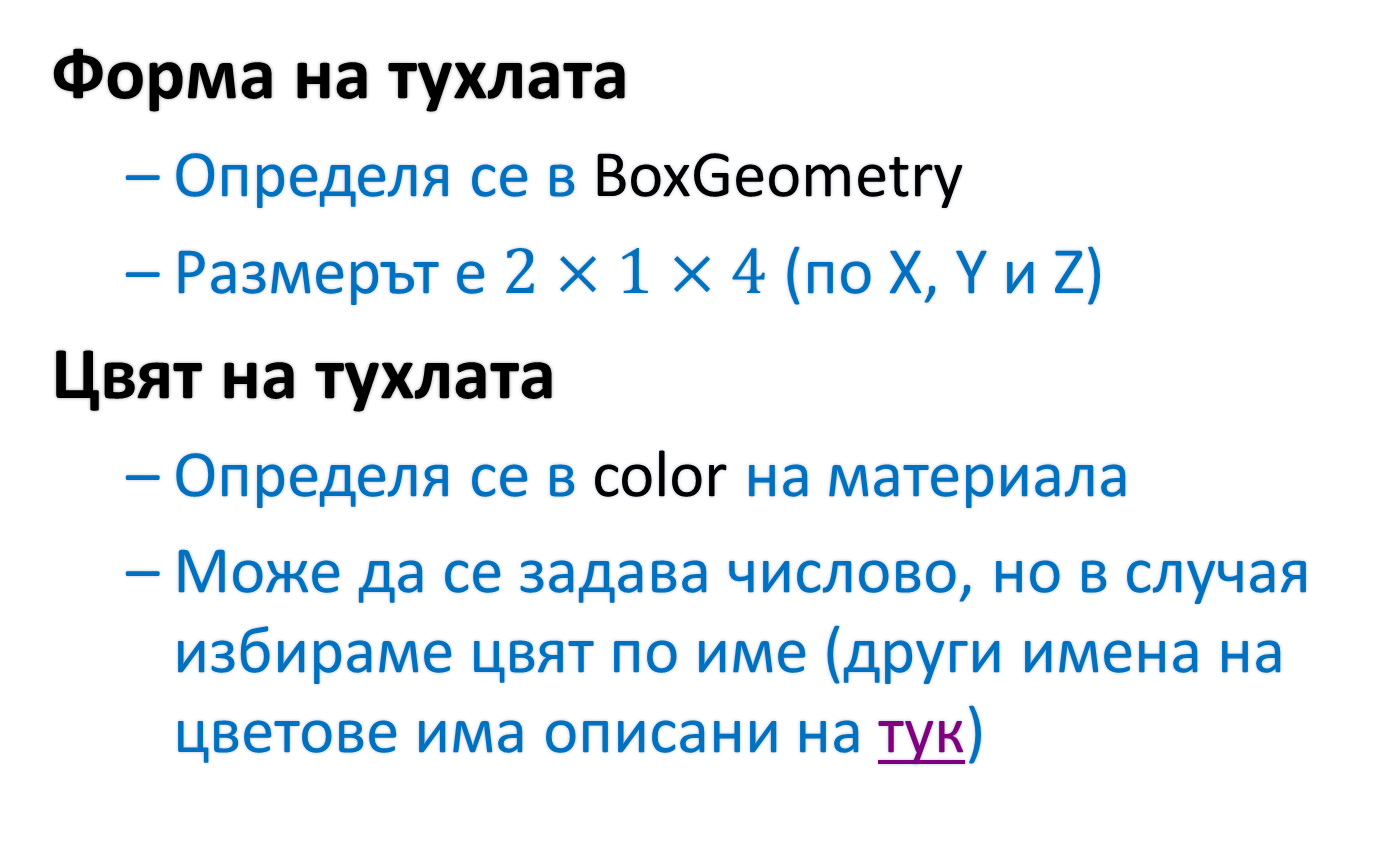 Форма на тухлата
– Определя се в BoxGeometry
– Размерът е 2 × 1 × 4 (по X, Y и Z)
Цвят на тухлата
– Определя се в color на материала
– Може да се задава числово, но в случая
избираме цвят по име (други имена на
цветове има описани на тук)